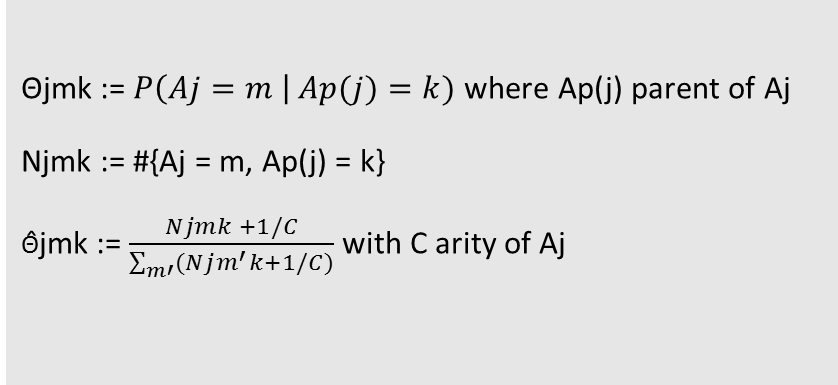 Θjmk := P(Aj = m | Ap(j) = k) where Ap(j) parent of Aj
Njmk := #{Aj = m, Ap(j) = k}
Θ̂jmk := \frac{Njmk +1/C}{∑m′(Njm′k+1/C)} with C arity of Aj